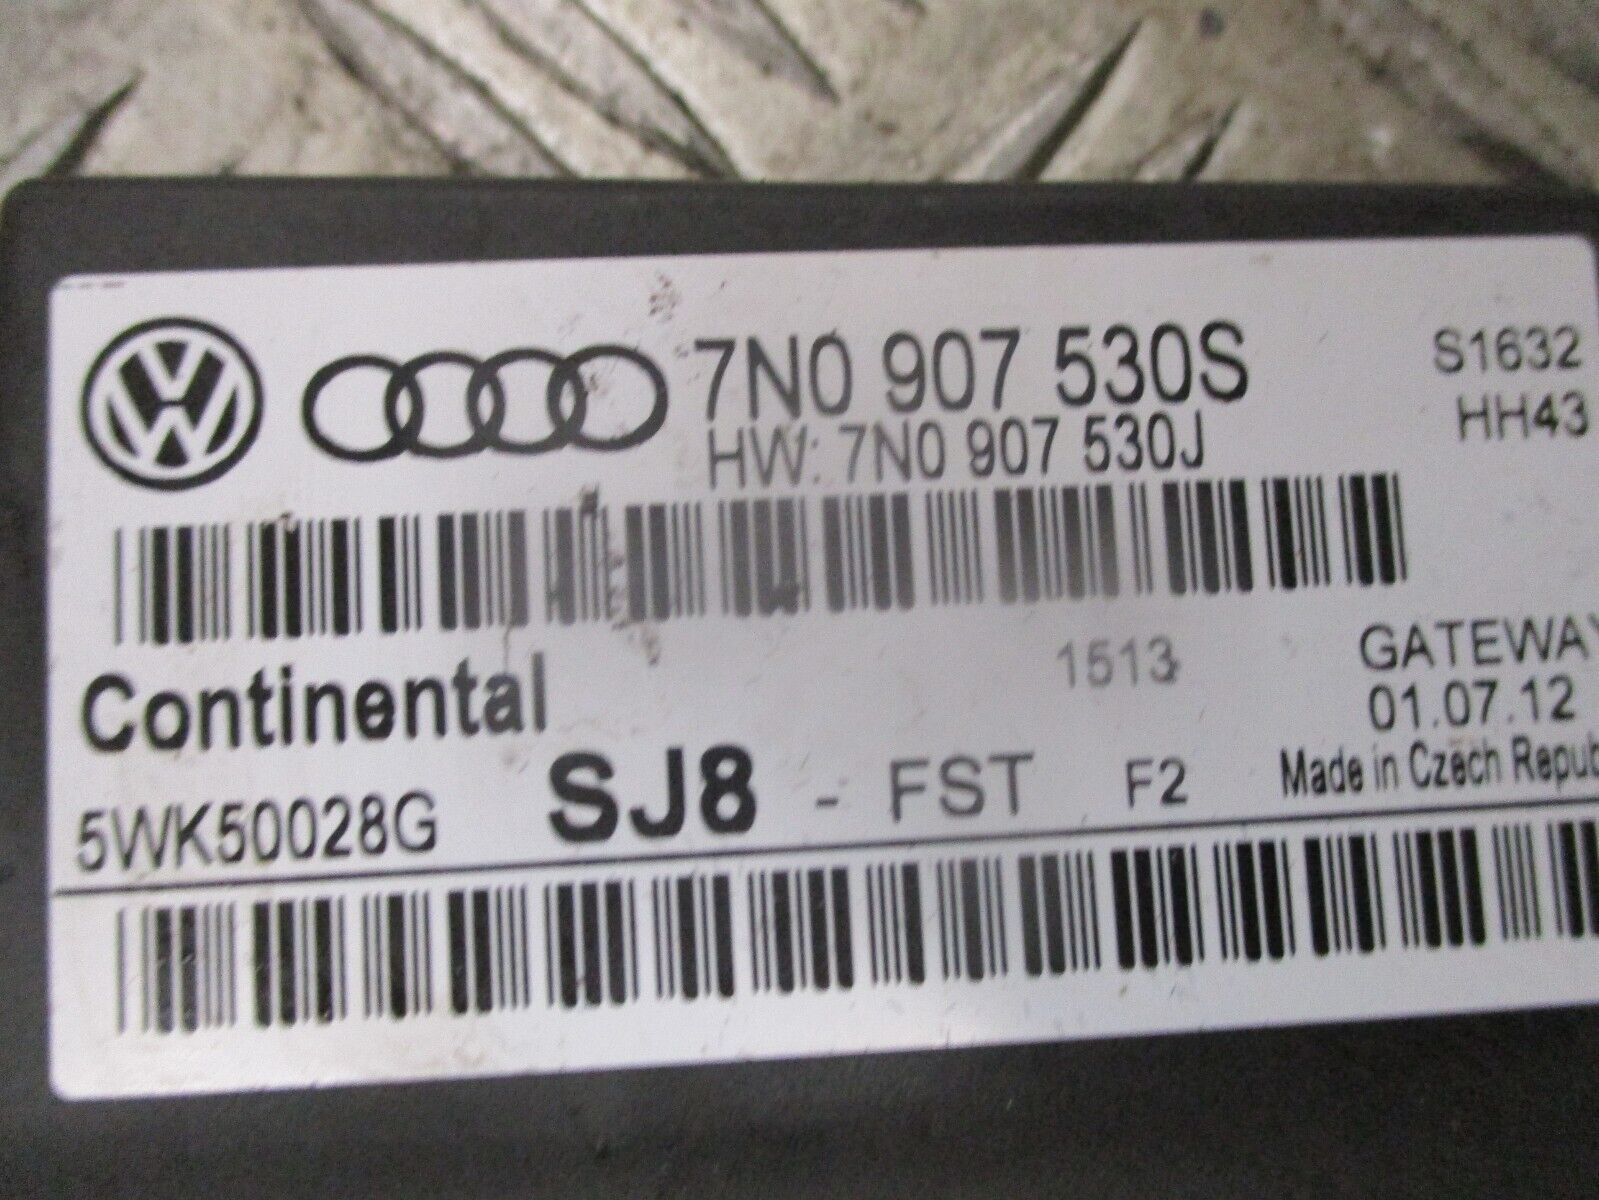 7N0 907 530S
S1632
HW: 7N0 907 530J
HH43
Continental
1513
GATEWAY
01.07.12
5WK50028G
SJ8 - FST F2
Made in Czech